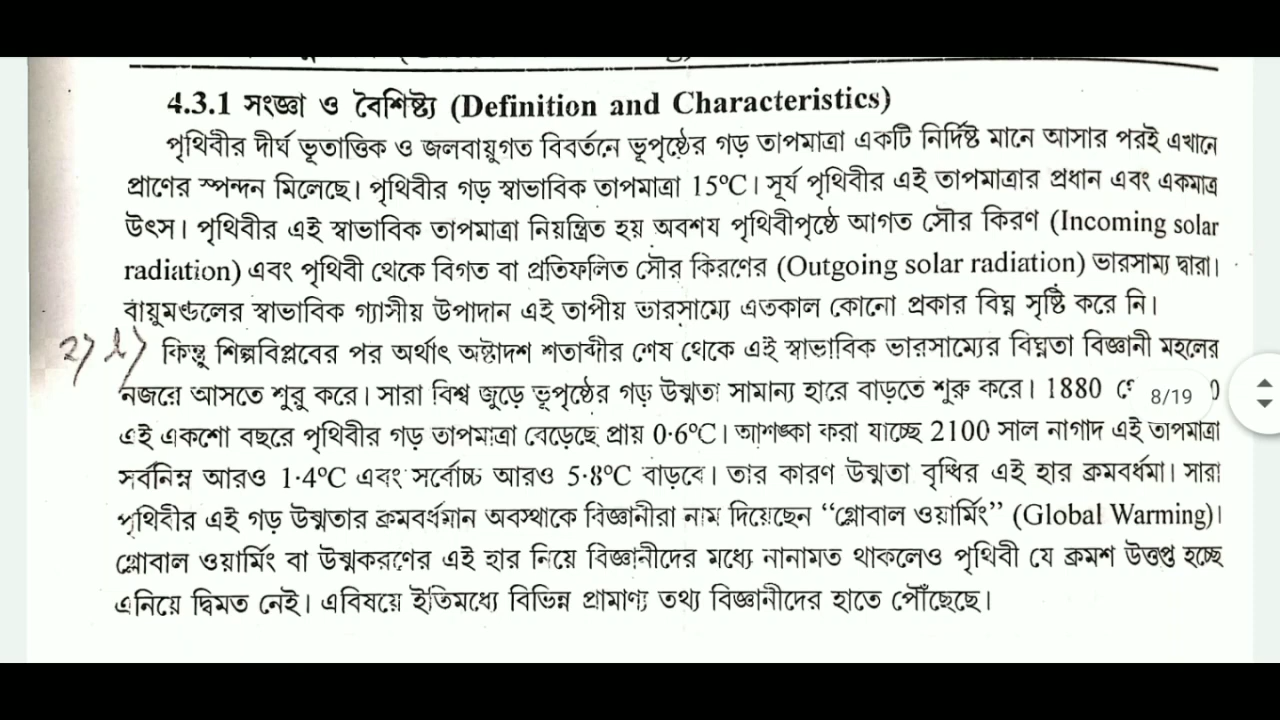 4.3.1 সংজ্ঞা ও বৈশিষ্ট্য (Definition and Characteristics)
পৃথিবীর দীর্ঘ ভূতাত্তিক ও জলবায়ুগত বিবর্তনে ভূপৃষ্ঠের গড় তাপমাত্রা একটি নির্দিষ্ট মানে আসার পরই এখানে
প্রাণের স্পন্দন মিলেছে। পৃথিবীর গড় স্বাভাবিক তাপমাত্রা 15°C। সূর্য পৃথিবীর এই তাপমাত্রার প্রধান এবং একমাত্র
উৎস। পৃথিবীর এই স্বাভাবিক তাপমাত্রা নিয়ন্ত্রিত হয় অবশ্য পৃথিবীপৃষ্ঠে আগত সৌর কিরণ (Incoming solar
radiation) এবং পৃথিবী থেকে বিগত বা প্রতিফলিত সৌর কিরণের (Outgoing solar radiation) ভারসাম্য দ্বারা।
বায়ুমণ্ডলের স্বাভাবিক গ্যাসীয় উপাদান এই তাপীয় ভারসাম্যে এতকাল কোনো প্রকার বিঘ্ন সৃষ্টি করে নি।
কিন্তু শিল্পবিপ্লবের পর অর্থাৎ অষ্টাদশ শতাব্দীর শেষ থেকে এই স্বাভাবিক ভারসাম্যের বিঘ্নতা বিজ্ঞানী মহলের
নজরে আসতে শুরু করে। সারা বিশ্ব জুড়ে ভূপৃষ্ঠের গড় উষ্মতা সামান্য হারে বাড়তে শুরু করে। 1880 8/19
এই একশো বছরে পৃথিবীর গড় তাপমাত্রা বেড়েছে প্রায় 0·6°C। আশঙ্কা করা যাচ্ছে 2100 সাল নাগাদ এই তাপমাত্রা
সর্বনিম্ন আরও 1·4°C এবং সর্বোচ্চ আরও 5·8°C বাড়বে। তার কারণ উষ্মতা বৃদ্ধির এই হার ক্রমবর্ধমা। সারা
পৃথিবীর এই গড় উষ্মতার ক্রমবর্ধমান অবস্থাকে বিজ্ঞানীরা নাম দিয়েছেন “গ্লোবাল ওয়ার্মিং” (Global Warming)।
গ্লোবাল ওয়ার্মিং বা উষ্মকরণের এই হার নিয়ে বিজ্ঞানীদের মধ্যে নানামত থাকলেও পৃথিবী যে ক্রমশ উত্তপ্ত হচ্ছে
এনিয়ে দ্বিমত নেই। এবিষয়ে ইতিমধ্যে বিভিন্ন প্রামাণ্য তথ্য বিজ্ঞানীদের হাতে পৌঁছেছে।